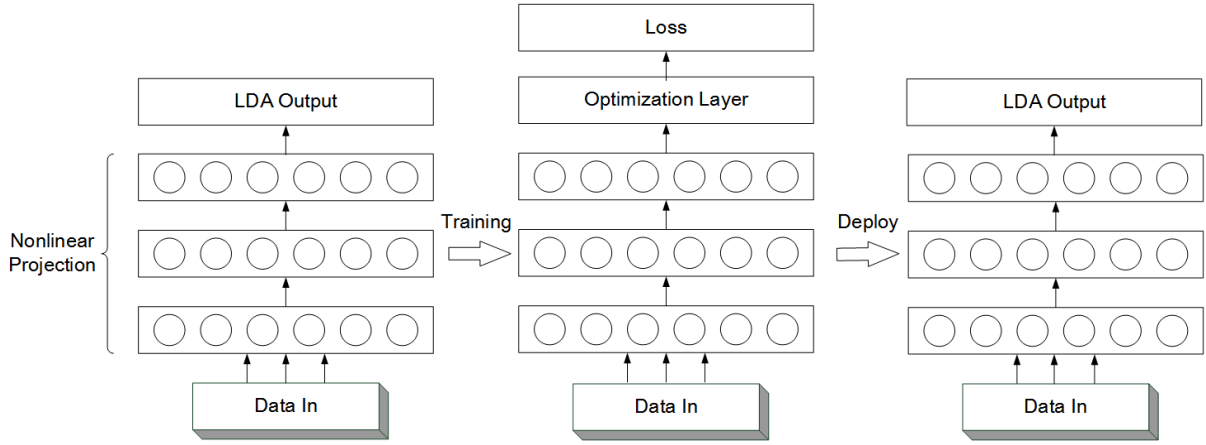 Loss
LDA Output
Optimization Layer
LDA Output
Training
Deploy
Nonlinear
Projection
Data In
Data In
Data In